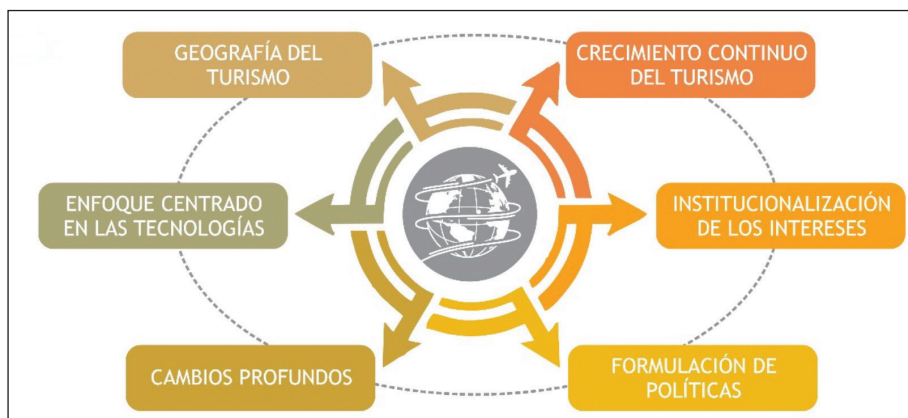 GEOGRAFÍA DEL
TURISMO
CRECIMIENTO CONTINUO
DEL TURISMO
ENFOQUE CENTRADO
EN LAS TECNOLOGÍAS
INSTITUCIONALIZACIÓN
DE LOS INTERESES
CAMBIOS PROFUNDOS
FORMULACIÓN DE
POLÍTICAS